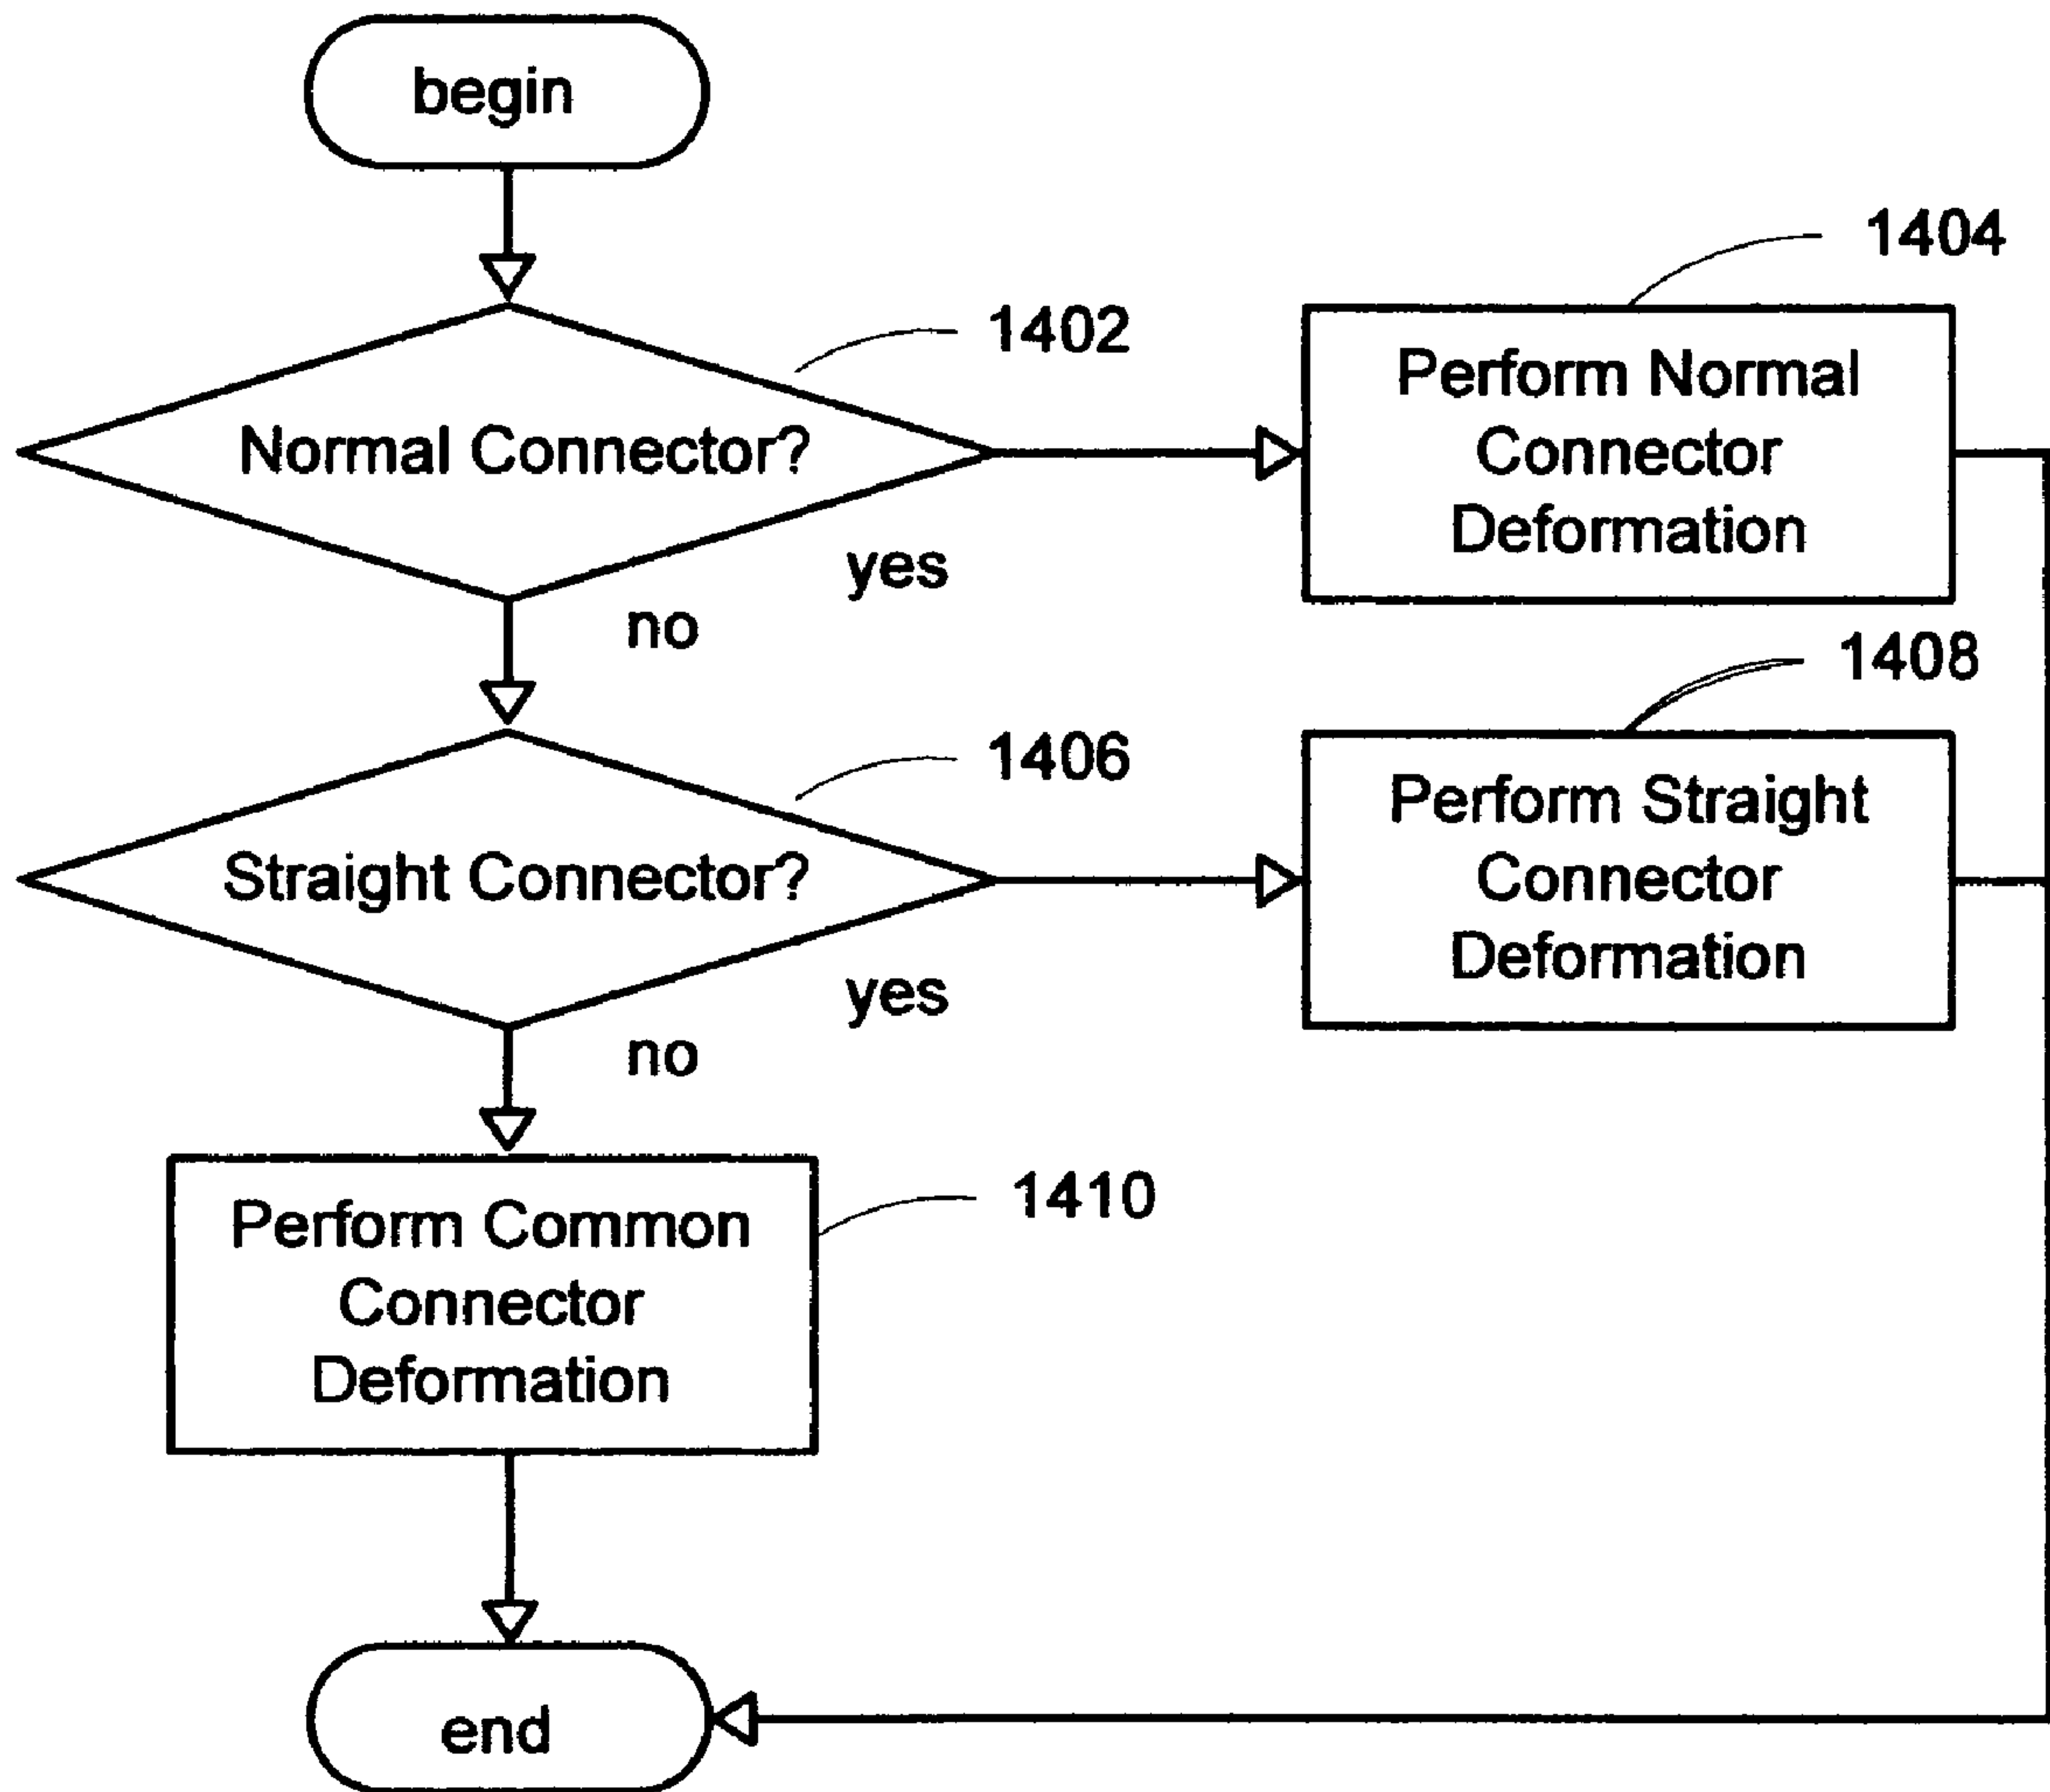 begin
1402
Normal Connector?
yes
no
1404
Perform Normal
Connector
Deformation
1406
Straight Connector?
yes
no
1408
Perform Straight
Connector
Deformation
1410
Perform Common
Connector
Deformation
end